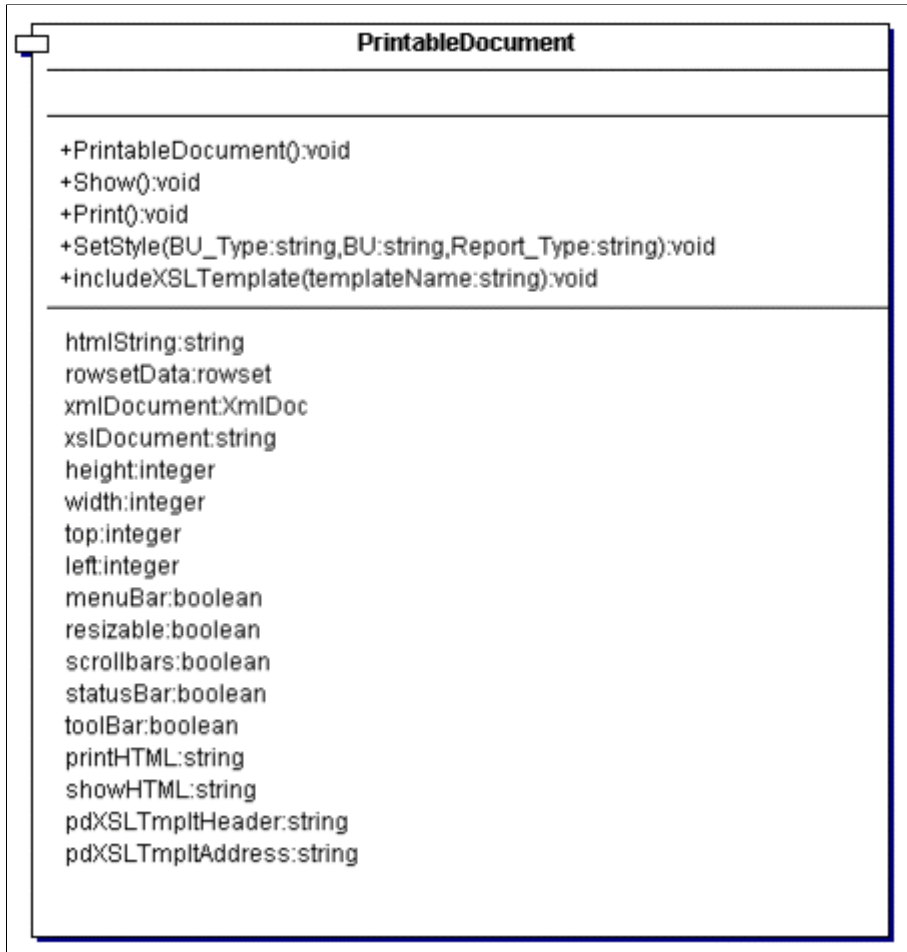 PrintableDocument
+PrintableDocument():void
+Show():void
+Print():void
+SetStyle(BU_Type:string,BU:string,Report_Type:string):void
+includeXSLTemplate(templateName:string):void
htmlString:string
rowsetData:rowset
xmlDocument:XmlDoc
xslDocument:string
height:integer
width:integer
top:integer
left:integer
menuBar:boolean
resizable:boolean
scrollbars:boolean
statusBar:boolean
toolBar:boolean
printHTML:string
showHTML:string
pdXSLTmpltHeader:string
pdXSLTmpltAddress:string